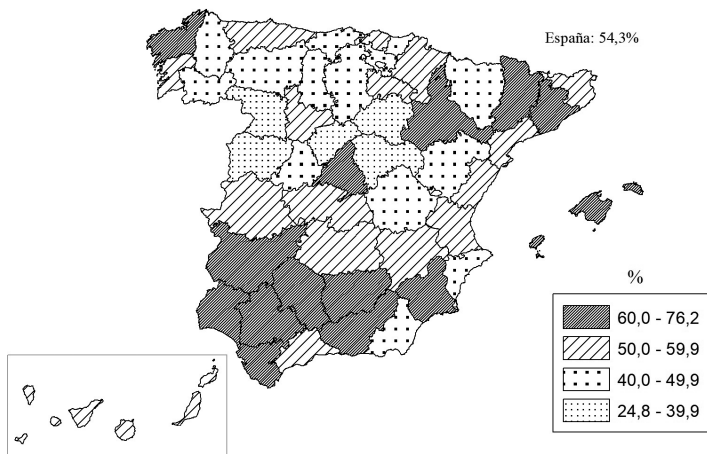 España: 54,3%
%
60,0 - 76,2
50,0 - 59,9
40,0 - 49,9
24,8 - 39,9